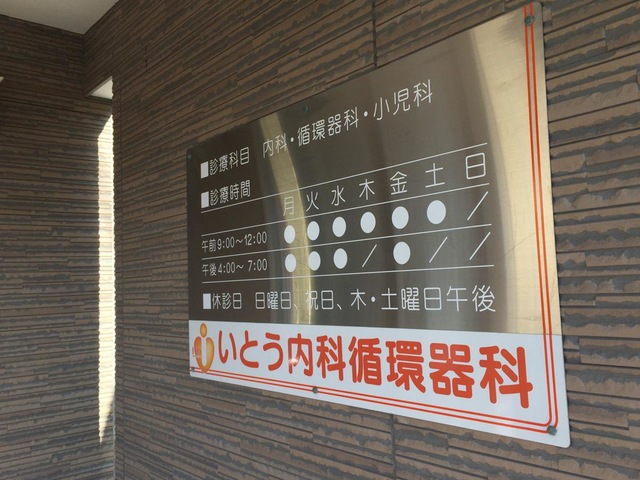 ■診療科目 内科・循環器科・小児科
■診療時間
月 火 水 木 金 土 日
午前9:00～12:00 ● ● ● ● ● ● ／
午後4:00～ 7:00 ● ● ● ／ ● ／ ／
■休診日 日曜日、祝日、木・土曜日午後
いとう内科循環器科